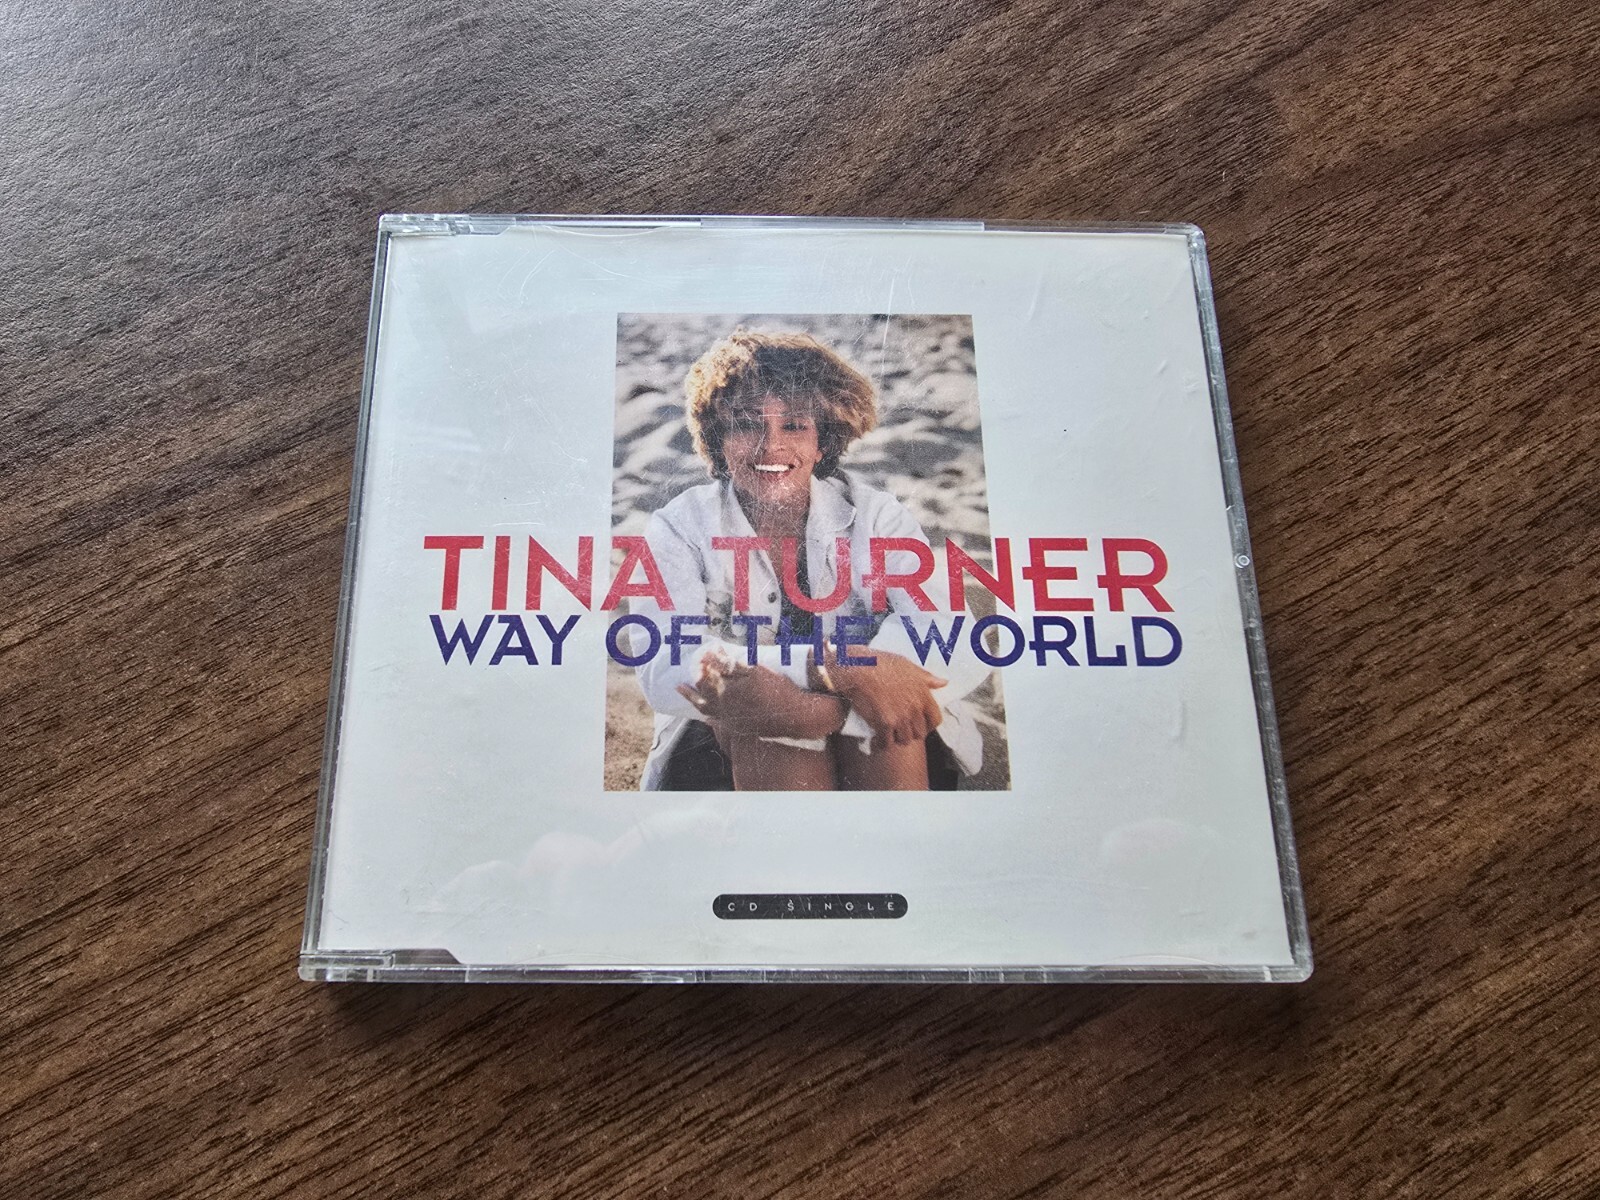 TINA TURNER
WAY OF THE WORLD
CD SINGLE